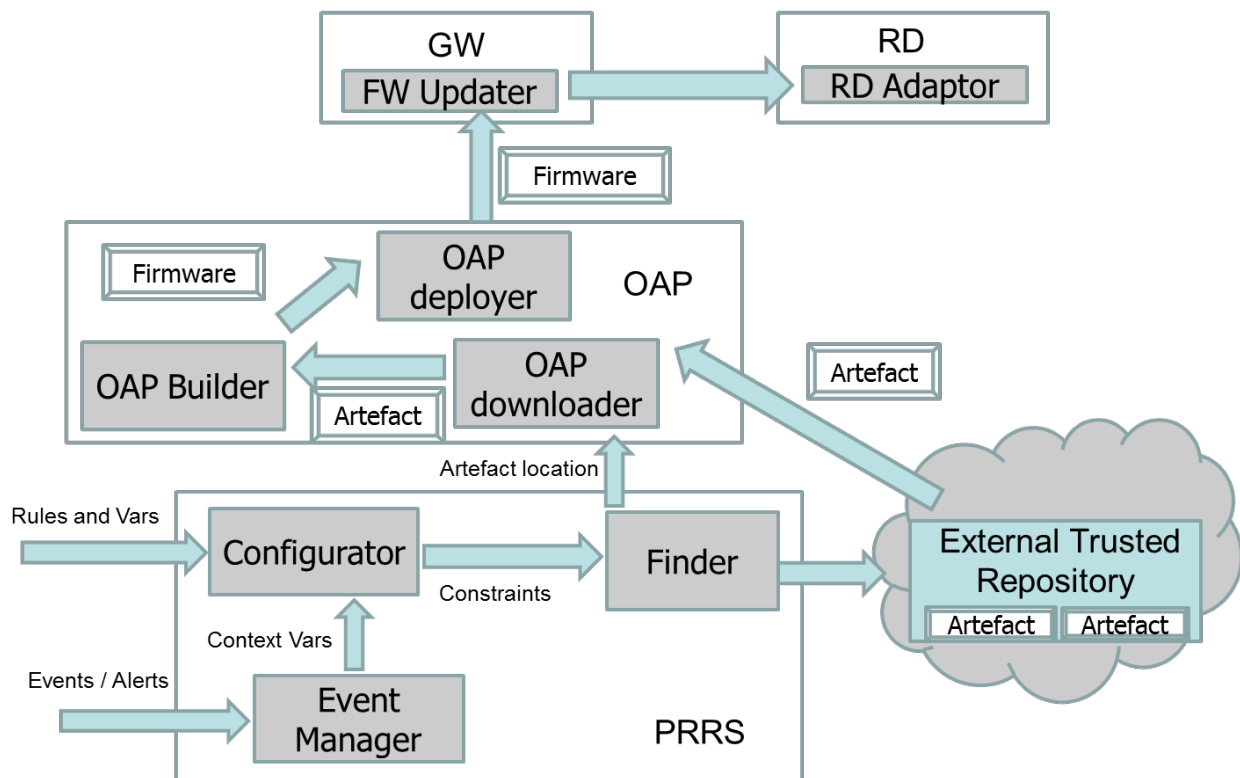 GW
FW Updater
RD
RD Adaptor
Firmware
Firmware
OAP
deployer
OAP
OAP Builder
OAP
downloader
Artefact
Artefact
Artefact location
Rules and Vars
Configurator
Constraints
Finder
External Trusted
Repository
Artefact
Artefact
Context Vars
Events / Alerts
Event
Manager
PRRS